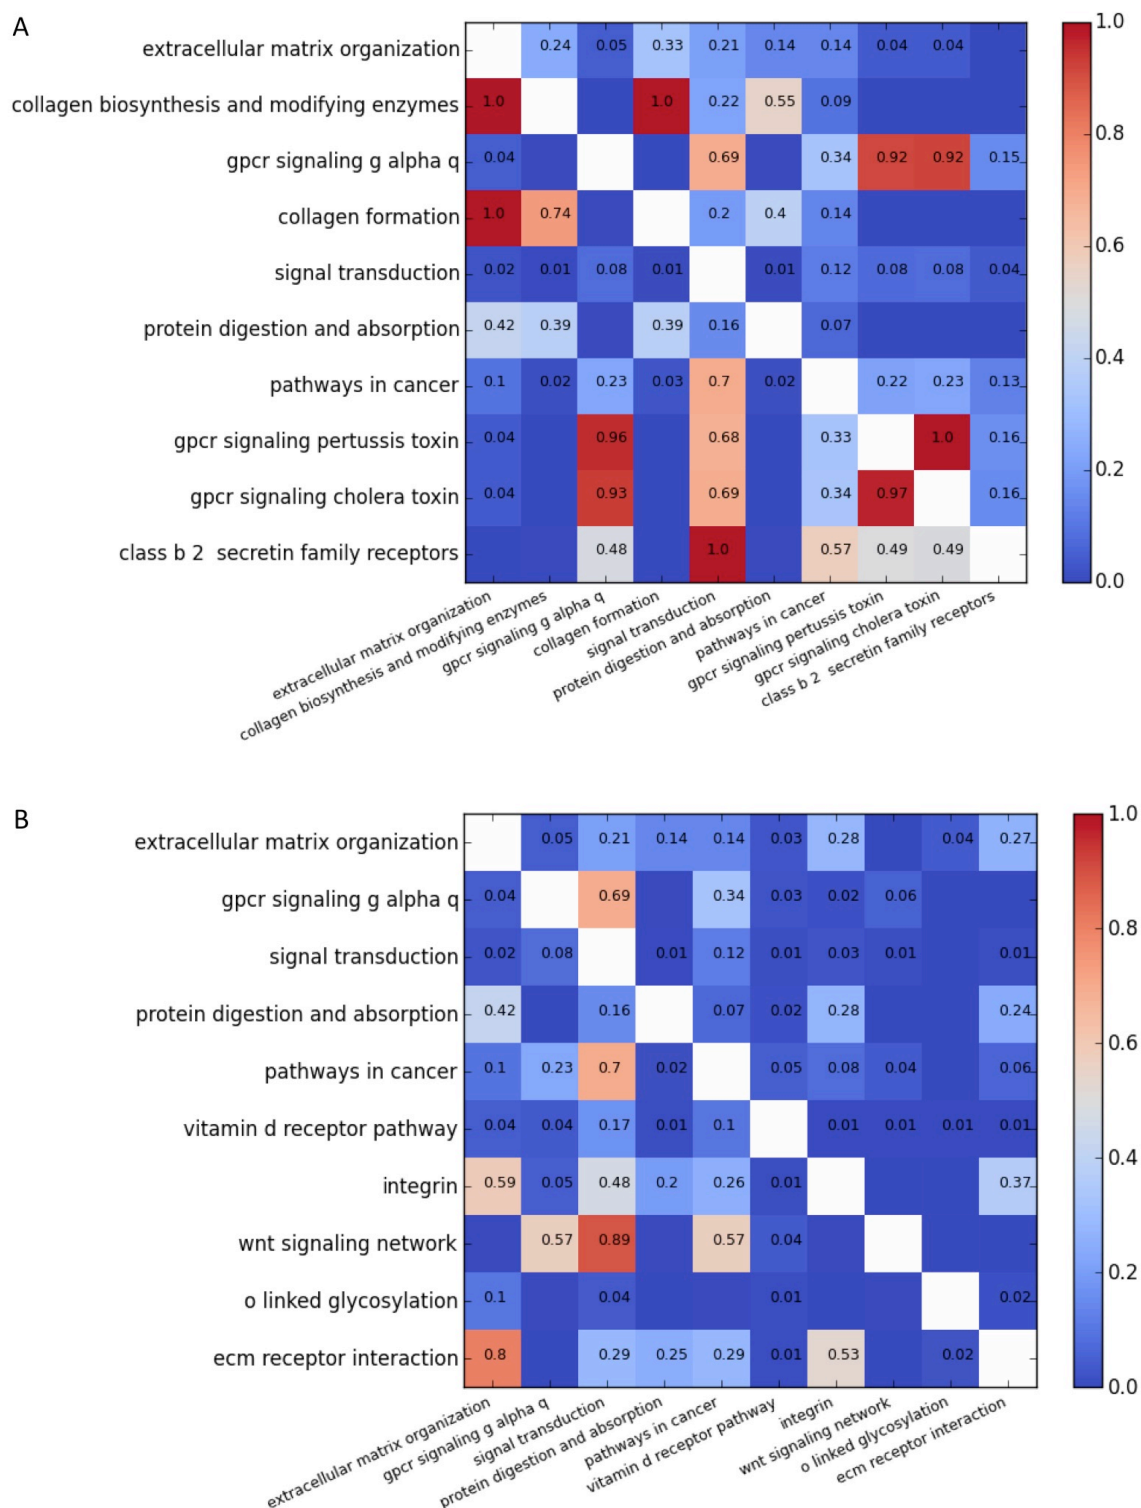 A
extracellular matrix organization 0.24 0.05 0.33 0.21 0.14 0.14 0.04 0.04
collagen biosynthesis and modifying enzymes 1.0 1.0 0.22 0.55 0.09
gpcr signaling g alpha q 0.04 0.69 0.34 0.92 0.92 0.15
collagen formation 1.0 0.74 0.2 0.4 0.14
signal transduction 0.02 0.01 0.08 0.01 0.01 0.12 0.08 0.08 0.04
protein digestion and absorption 0.42 0.39 0.39 0.16 0.07
pathways in cancer 0.1 0.02 0.23 0.03 0.7 0.02 0.22 0.23 0.13
gpcr signaling pertussis toxin 0.04 0.96 0.68 0.33 1.0 0.16
gpcr signaling cholera toxin 0.04 0.93 0.69 0.34 0.97 0.16
class b 2 secretin family receptors 0.48 1.0 0.57 0.49 0.49
1.0
0.8
0.6
0.4
0.2
0.0
extracellular matrix organization
collagen biosynthesis and modifying enzymes
gpcr signaling g alpha q
collagen formation
signal transduction
protein digestion and absorption
pathways in cancer
gpcr signaling pertussis toxin
gpcr signaling cholera toxin
class b 2 secretin family receptors
B
extracellular matrix organization 0.05 0.21 0.14 0.14 0.03 0.28 0.04 0.27
gpcr signaling g alpha q 0.04 0.69 0.34 0.03 0.02 0.06
signal transduction 0.02 0.08 0.01 0.12 0.01 0.03 0.01 0.01
protein digestion and absorption 0.42 0.16 0.07 0.02 0.28 0.24
pathways in cancer 0.1 0.23 0.7 0.02 0.05 0.08 0.04 0.06
vitamin d receptor pathway 0.04 0.04 0.17 0.01 0.1 0.01 0.01 0.01 0.01
integrin 0.59 0.05 0.48 0.2 0.26 0.01 0.37
wnt signaling network 0.57 0.89 0.57 0.04
o linked glycosylation 0.1 0.04 0.01 0.02
ecm receptor interaction 0.8 0.29 0.25 0.29 0.01 0.53 0.02
1.0
0.8
0.6
0.4
0.2
0.0
extracellular matrix organization
gpcr signaling g alpha q
signal transduction
protein digestion and absorption
pathways in cancer
vitamin d receptor pathway
integrin
wnt signaling network
o linked glycosylation
ecm receptor interaction